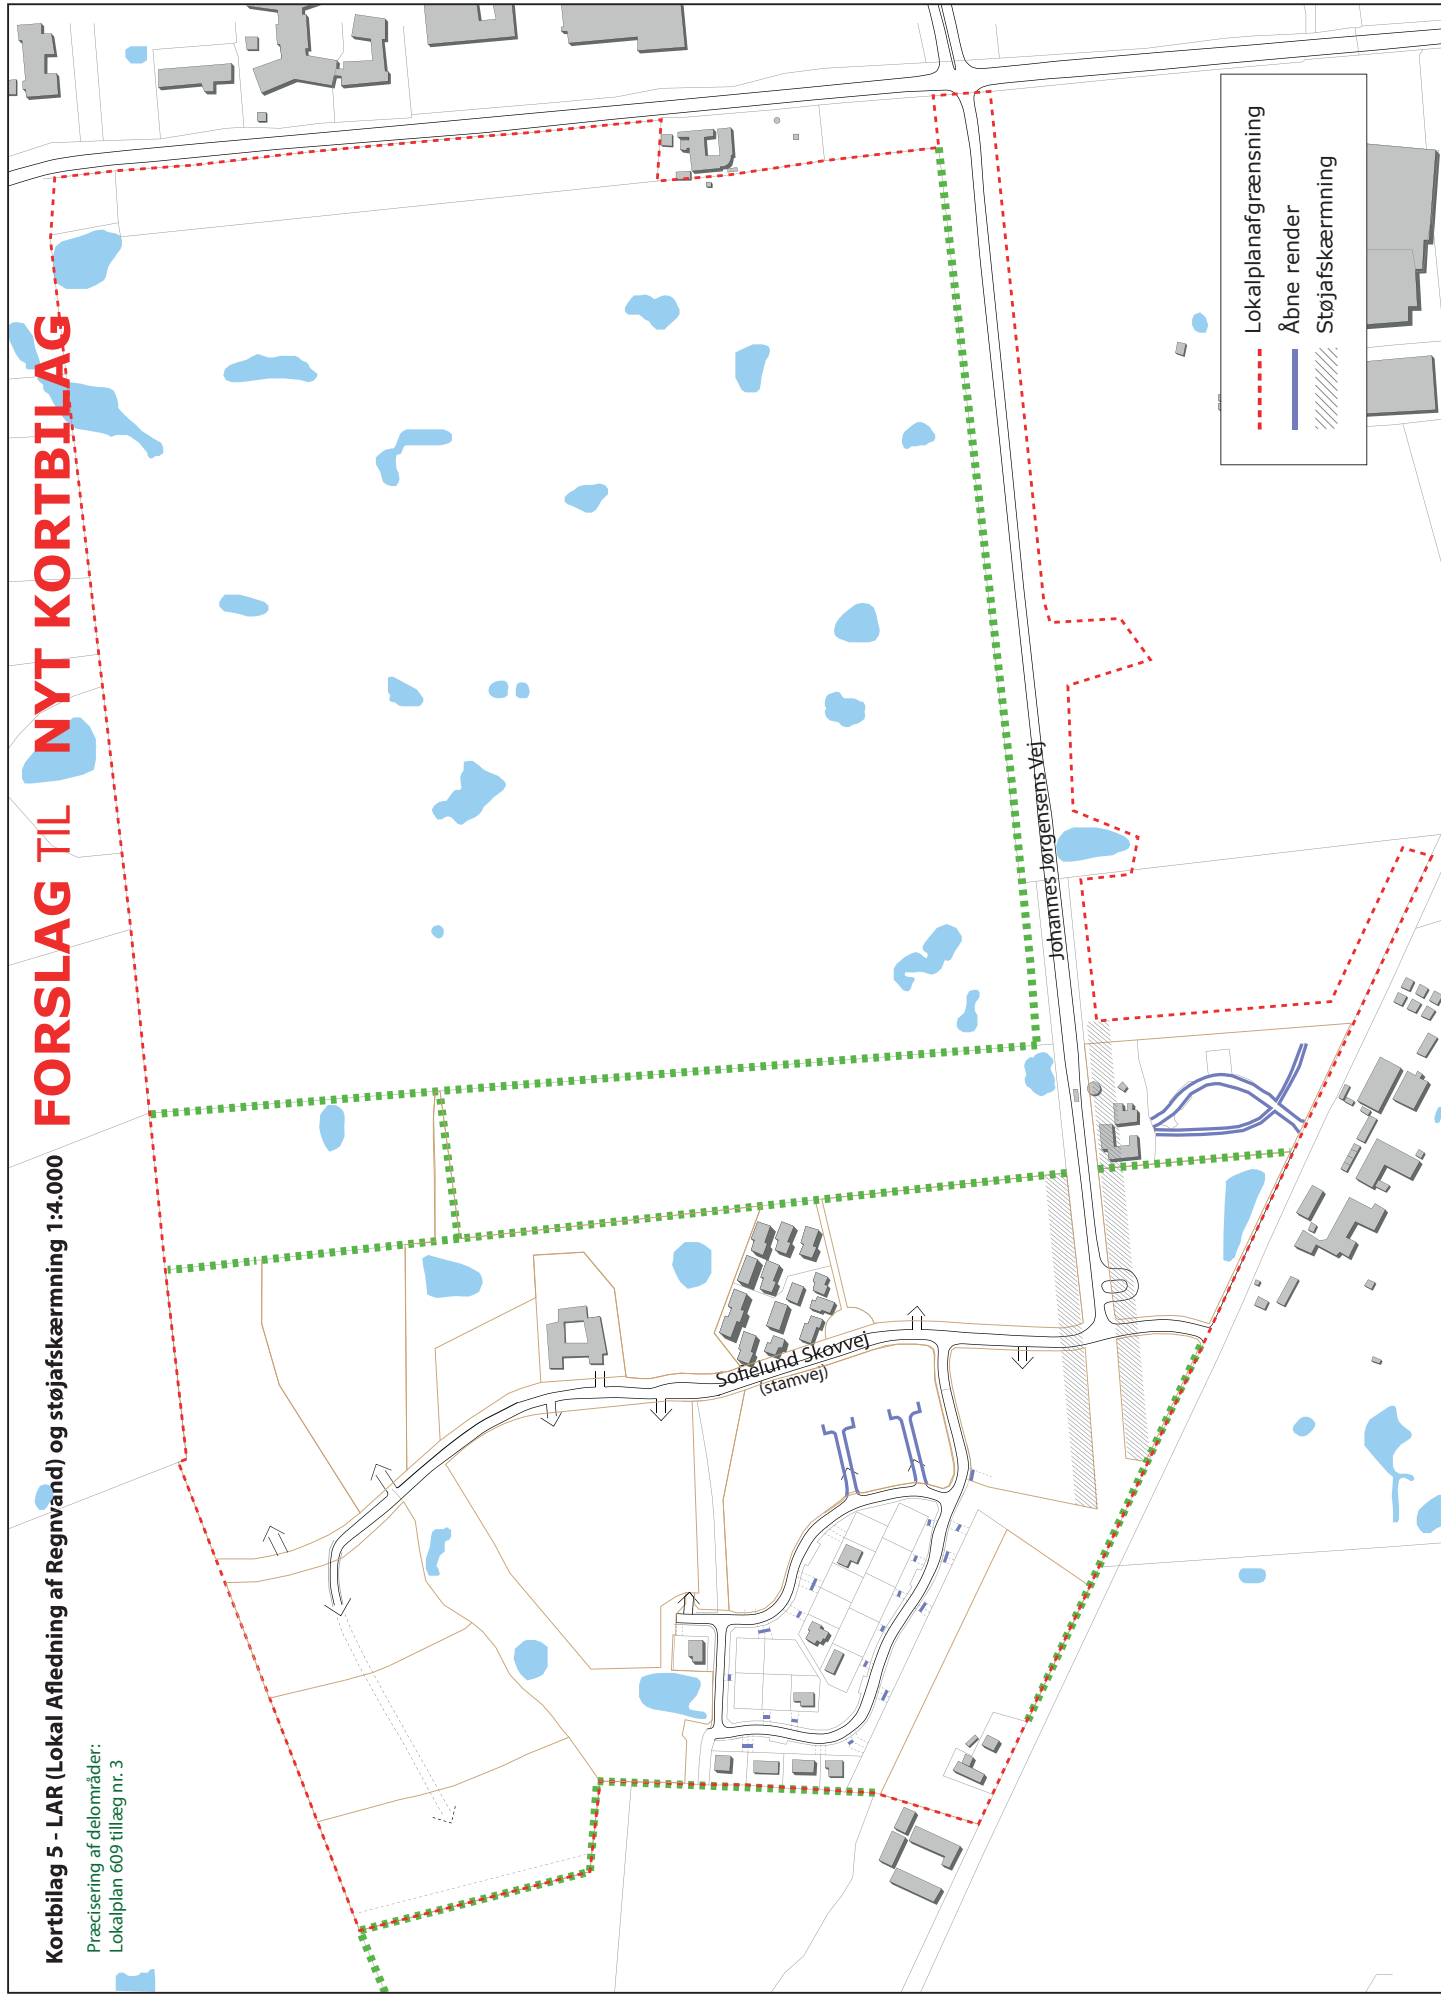 Kortbilag 5 - LAR (Lokal Afledning af Regnvand) og støjafskærmning 1:4.000 FORSLAG TIL NYT KORTBILAG
Præcisering af delområder:
Lokalplan 609 tillæg nr. 3
Sofielund Skovvej
(stamvej)
Johannes Jørgensens Vej
Lokalplanafgrænsning
Åbne render
Støjafskærmning